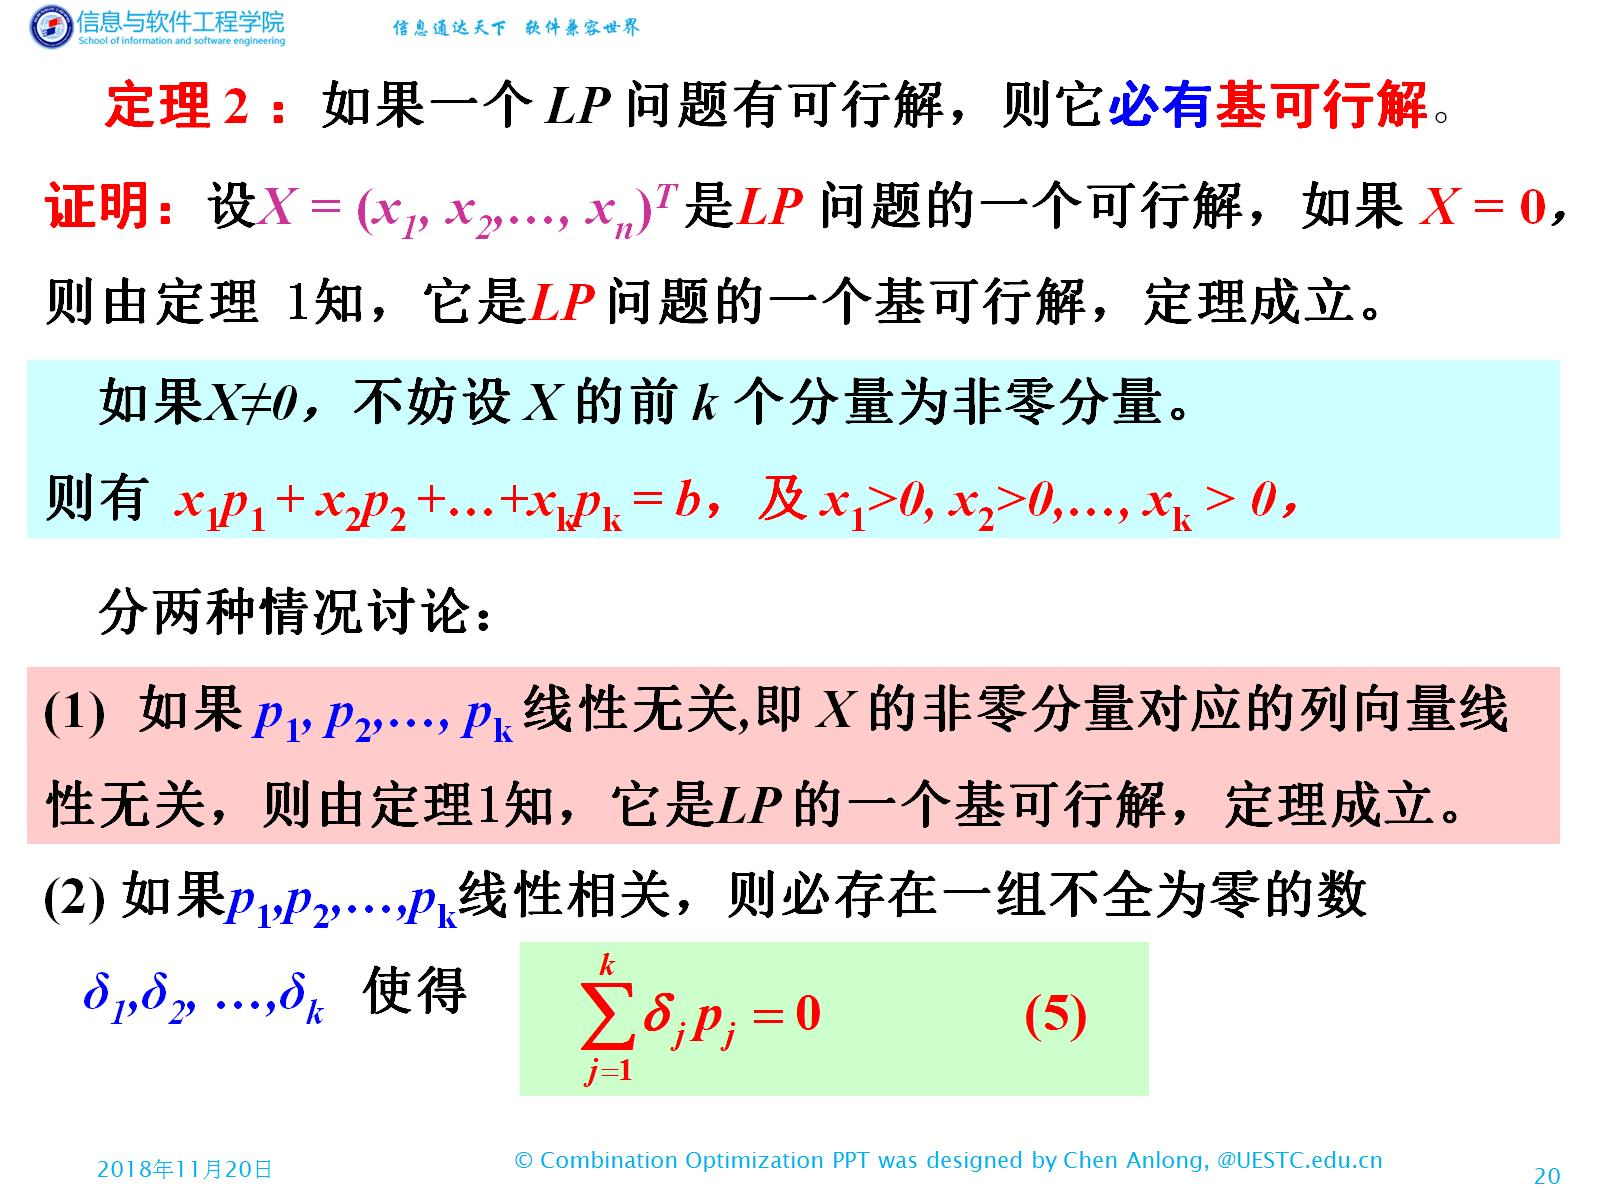 信息与软件工程学院
School of information and software engineering
信息通达天下 软件兼容世界
定理 2 ：如果一个 LP 问题有可行解，则它必有基可行解。
证明：设X = (x₁, x₂,…, xₙ)ᵀ 是LP 问题的一个可行解，如果 X = 0，
则由定理 1知，它是LP 问题的一个基可行解，定理成立。
如果X≠0，不妨设 X 的前 k 个分量为非零分量。
则有 x₁p₁ + x₂p₂ +…+xₖpₖ = b，及 x₁>0, x₂>0,…, xₖ > 0，
分两种情况讨论：
(1) 如果 p₁, p₂,…, pₖ 线性无关,即 X 的非零分量对应的列向量线
性无关，则由定理1知，它是LP 的一个基可行解，定理成立。
(2) 如果p₁,p₂,…,pₖ线性相关，则必存在一组不全为零的数
δ₁,δ₂, …,δₖ 使得
k
∑ δⱼ pⱼ = 0 (5)
j=1
2018年11月20日
© Combination Optimization PPT was designed by Chen Anlong, @UESTC.edu.cn
20